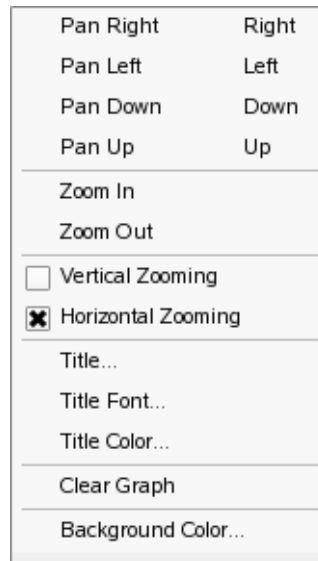 Pan Right Right
Pan Left Left
Pan Down Down
Pan Up Up
Zoom In
Zoom Out
Vertical Zooming
Horizontal Zooming
Title...
Title Font...
Title Color...
Clear Graph
Background Color...